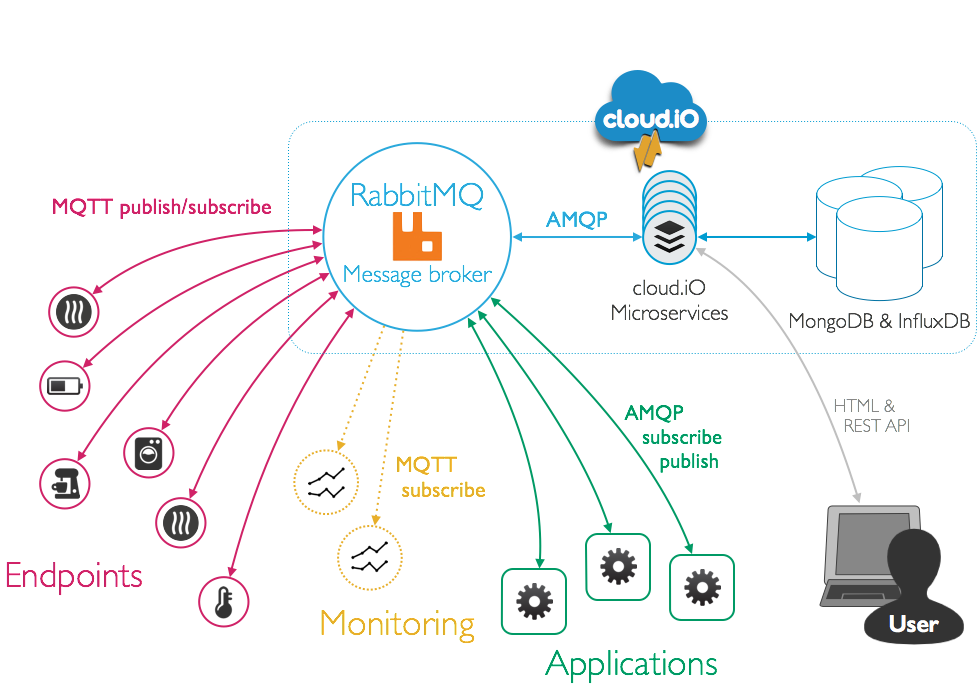 cloud.iO
RabbitMQ
Message broker
MQTT publish/subscribe
AMQP
cloud.iO
Microservices
MongoDB & InfluxDB
HTML &
REST API
AMQP
subscribe
publish
MQTT
subscribe
Endpoints
Monitoring
Applications
User